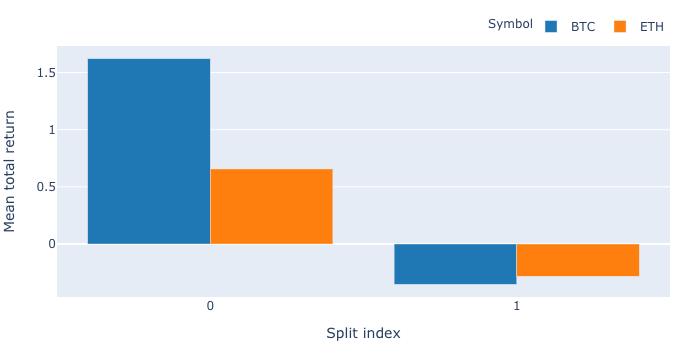 Symbol BTC ETH
Mean total return
1.5
1
0.5
0
0 1
Split index